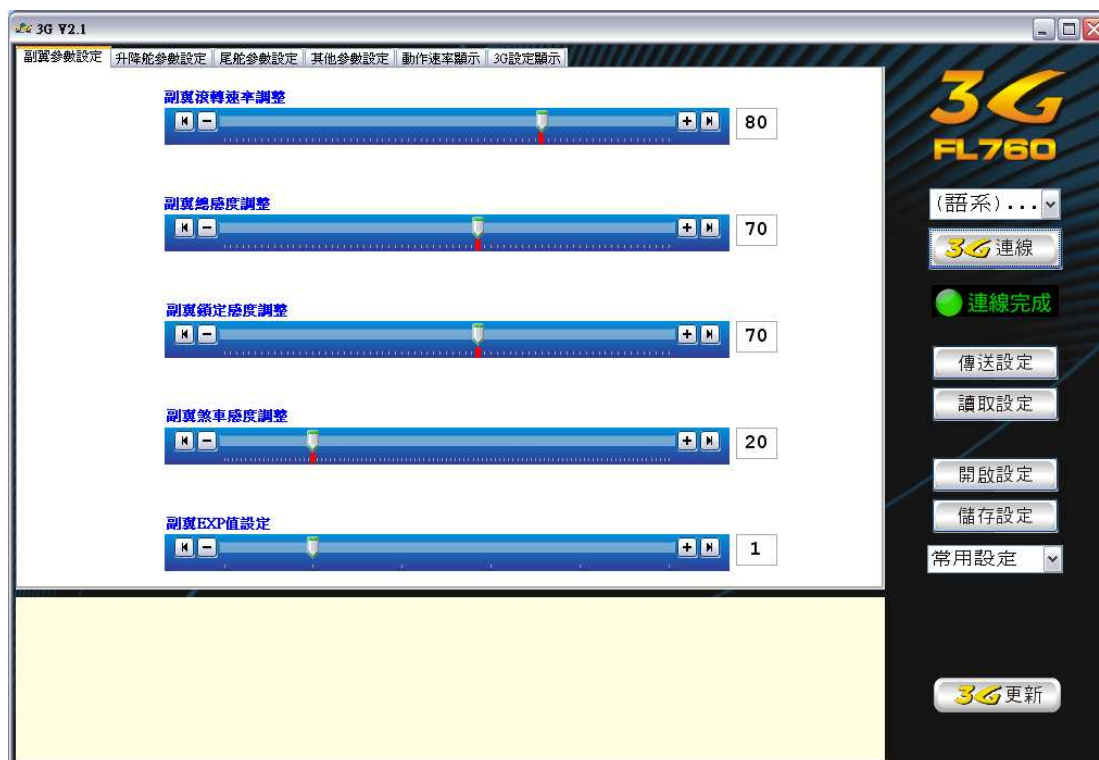 3G V2.1
副翼參數設定 升降舵參數設定 尾舵參數設定 其他參數設定 動作速率顯示 3G設定顯示
副翼滾轉速率調整
80
副翼總感度調整
70
副翼鎖定感度調整
70
副翼煞車感度調整
20
副翼EXP值設定
1
3G
FL760
(語系)...
3G 連線
連線完成
傳送設定
讀取設定
開啟設定
儲存設定
常用設定
3G 更新